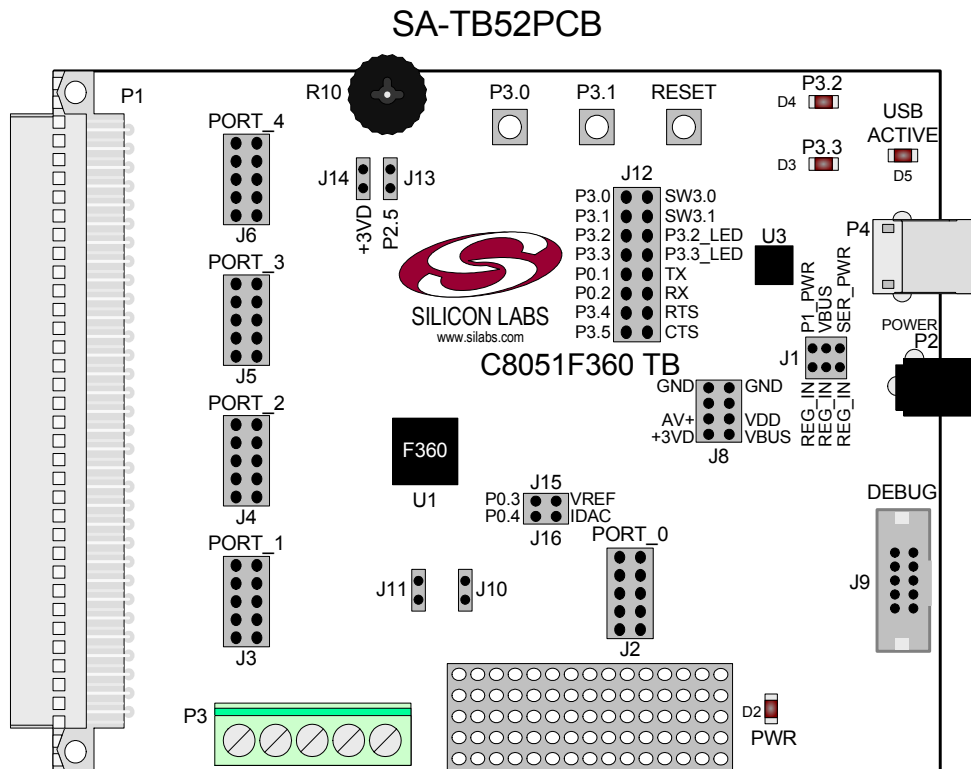 SA-TB52PCB
P1
R10
P3.0
P3.1
RESET
P3.2
D4
P3.3
D3
USB
ACTIVE
D5
PORT_4
J6
J14
J13
+3VD
P2.5
J12
P3.0 SW3.0
P3.1 SW3.1
P3.2 P3.2_LED
P3.3 P3.3_LED
P0.1 TX
P0.2 RX
P3.4 RTS
P3.5 CTS
U3
P4
PORT_3
J5
SILICON LABS
www.silabs.com
C8051F360 TB
P1_PWR
VBUS
SER_PWR
J1
REG_IN
REG_IN
REG_IN
POWER
P2
GND GND
AV+ VDD
+3VD VBUS
J8
PORT_2
J4
F360
U1
J15
P0.3 VREF
P0.4 IDAC
J16
DEBUG
J9
PORT_1
J3
J11
J10
PORT_0
J2
P3
D2
PWR